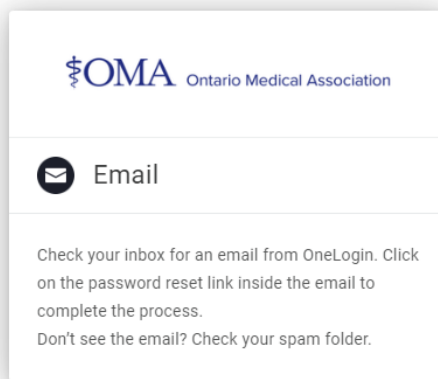 OMA Ontario Medical Association
Email
Check your inbox for an email from OneLogin. Click
on the password reset link inside the email to
complete the process.
Don't see the email? Check your spam folder.